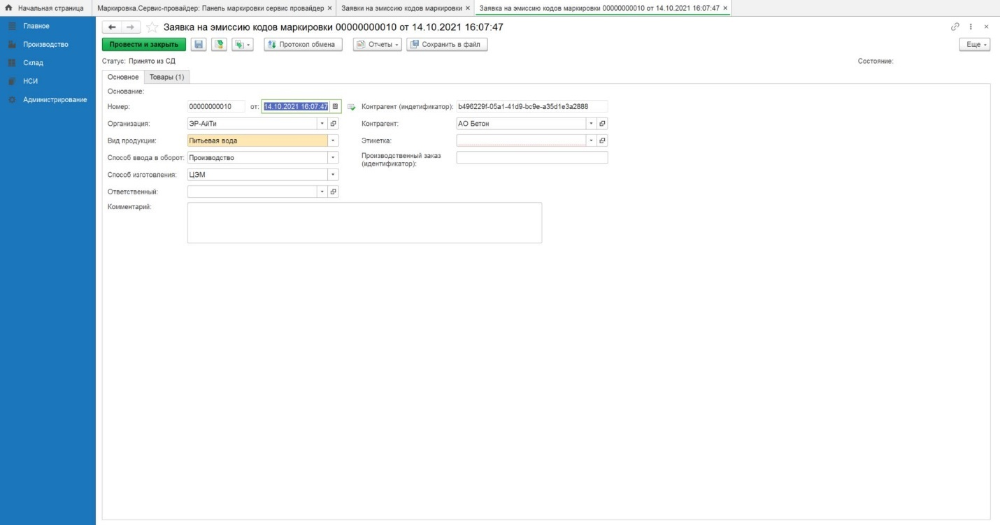 Начальная страница
Маркировка.Сервис-провайдер: Панель маркировки сервис провайдер ×
Заявки на эмиссию кодов маркировки ×
Заявка на эмиссию кодов маркировки 00000000010 от 14.10.2021 16:07:47 ×
Главное
Производство
Склад
НСИ
Администрирование
Заявка на эмиссию кодов маркировки 00000000010 от 14.10.2021 16:07:47
Провести и закрыть
Протокол обмена
Отчеты
Сохранить в файл
Еще
Статус: Принято из СД
Состояние:
Основное
Товары (1)
Основание:
Номер: 00000000010 от: 14.10.2021 16:07:47
Контрагент (индетификатор): b496229f-05a1-41d9-bc9e-a35d1e3a2888
Организация: ЭР-АйТи
Контрагент: АО Бетон
Вид продукции: Питьевая вода
Этикетка:
Способ ввода в оборот: Производство
Производственный заказ
(идентификатор):
Способ изготовления: ЦЭМ
Ответственный:
Комментарий: